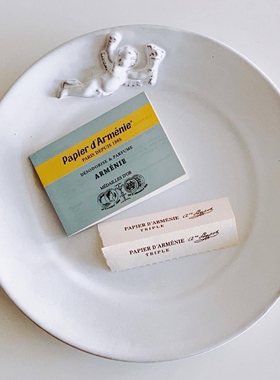 Papier d'Arménie®
PARIS DEPUIS 1885
DÉSODORISE & PARFUME
ARMÉNIE
MÉDAILLES D'OR
PAPIER D'ARMÉNIE
TRIPLE
PAPIER D'ARMÉNIE
TRIPLE